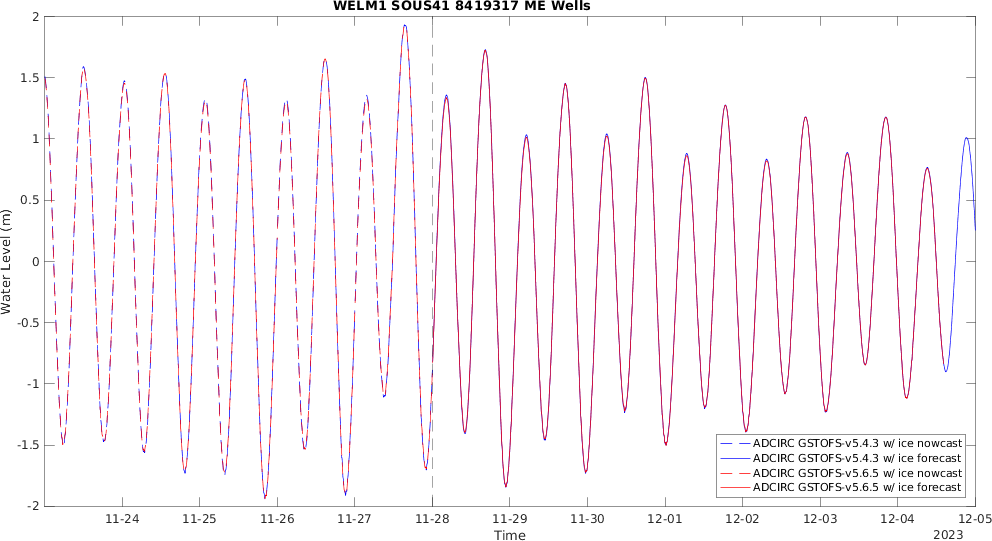 WELM1 SOUS41 8419317 ME Wells
2
1.5
1
0.5
0
-0.5
-1
-1.5
-2
Water Level (m)
11-24 11-25 11-26 11-27 11-28 11-29 11-30 12-01 12-02 12-03 12-04 12-05
Time
2023
ADCIRC GSTOFS-v5.4.3 w/ ice nowcast
ADCIRC GSTOFS-v5.4.3 w/ ice forecast
ADCIRC GSTOFS-v5.6.5 w/ ice nowcast
ADCIRC GSTOFS-v5.6.5 w/ ice forecast